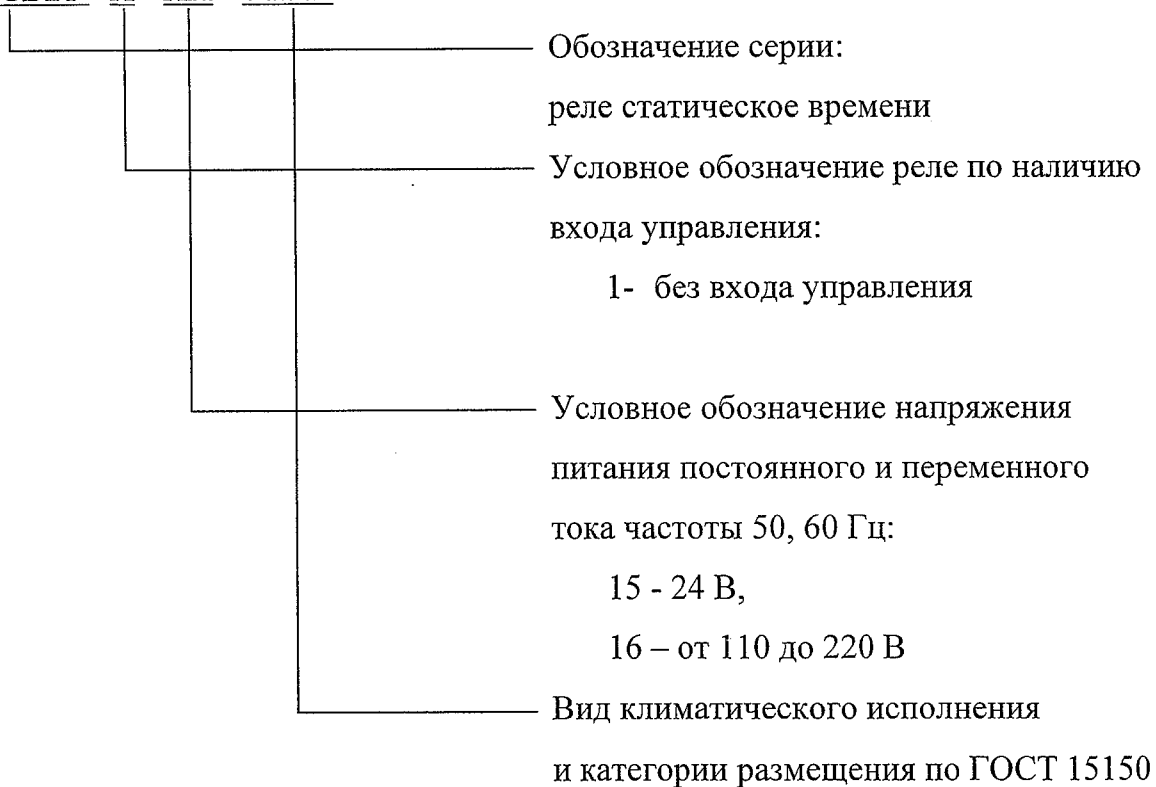 Обозначение серии:
реле статическое времени
Условное обозначение реле по наличию
входа управления:
1- без входа управления
Условное обозначение напряжения
питания постоянного и переменного
тока частоты 50, 60 Гц:
15 - 24 В,
16 – от 110 до 220 В
Вид климатического исполнения
и категории размещения по ГОСТ 15150